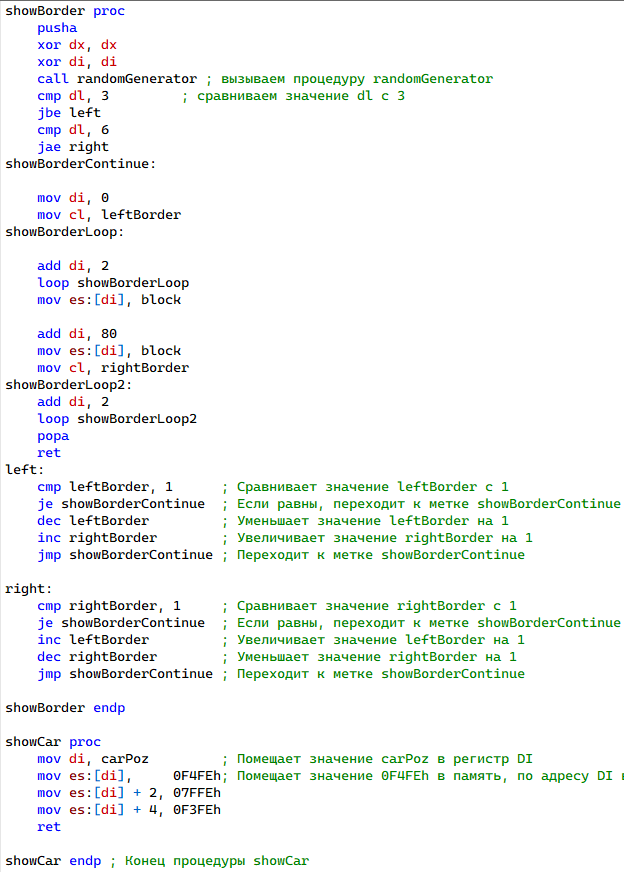 showBorder proc
    pusha
    xor dx, dx
    xor di, di
    call randomGenerator ; вызываем процедуру randomGenerator
    cmp dl, 3         ; сравниваем значение dl с 3
    jbe left
    cmp dl, 6
    jae right
showBorderContinue:

    mov di, 0
    mov cl, leftBorder
showBorderLoop:

    add di, 2
    loop showBorderLoop
    mov es:[di], block

    add di, 80
    mov es:[di], block
    mov cl, rightBorder
showBorderLoop2:
    add di, 2
    loop showBorderLoop2
    popa
    ret
left:
    cmp leftBorder, 1      ; Сравнивает значение leftBorder с 1
    je showBorderContinue  ; Если равны, переходит к метке showBorderContinue
    dec leftBorder         ; Уменьшает значение leftBorder на 1
    inc rightBorder        ; Увеличивает значение rightBorder на 1
    jmp showBorderContinue ; Переходит к метке showBorderContinue

right:
    cmp rightBorder, 1     ; Сравнивает значение rightBorder с 1
    je showBorderContinue  ; Если равны, переходит к метке showBorderContinue
    inc leftBorder         ; Увеличивает значение leftBorder на 1
    dec rightBorder        ; Уменьшает значение rightBorder на 1
    jmp showBorderContinue ; Переходит к метке showBorderContinue

showBorder endp

showCar proc
    mov di, carPoz         ; Помещает значение carPoz в регистр DI
    mov es:[di],     0F4FEh; Помещает значение 0F4FEh в память, по адресу DI в
    mov es:[di] + 2, 07FFEh
    mov es:[di] + 4, 0F3FEh
    ret

showCar endp ; Конец процедуры showCar